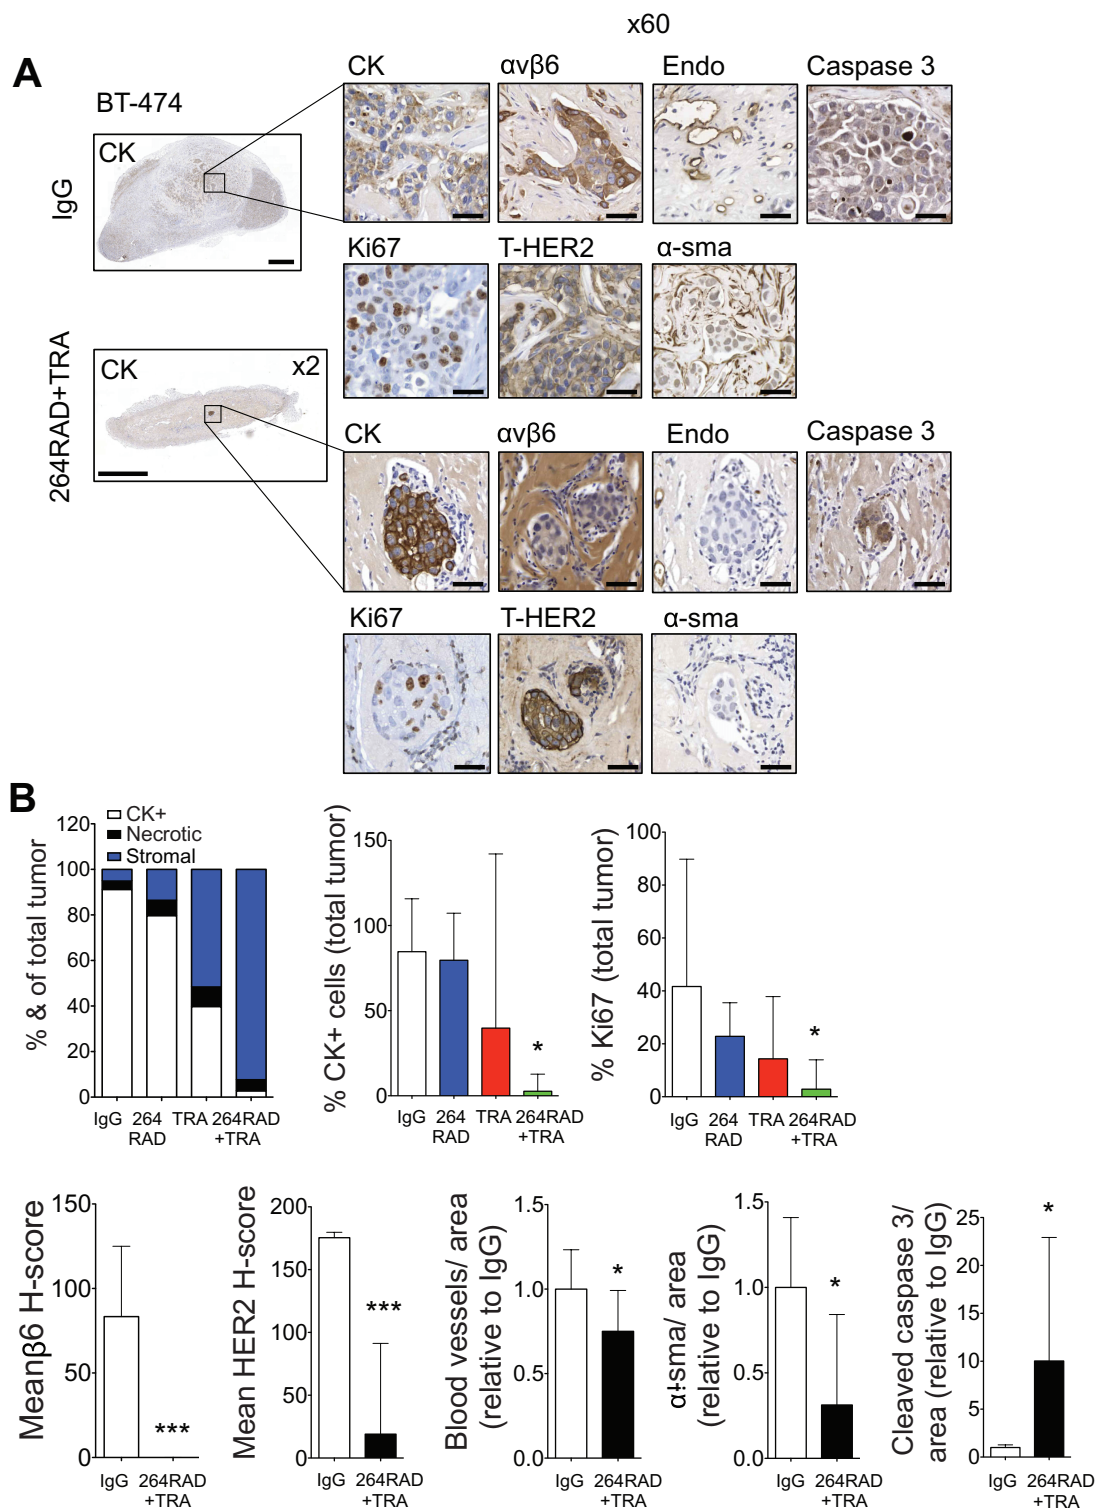 x60
A
CK αvβ6 Endo Caspase 3
BT-474
CK
IgG
Ki67 T-HER2 α-sma
264RAD+TRA
CK x2
CK αvβ6 Endo Caspase 3
Ki67 T-HER2 α-sma
B
% & of total tumor
120
100
80
60
40
20
0
CK+
Necrotic
Stromal
IgG 264 RAD TRA 264RAD +TRA
% CK+ cells (total tumor)
150
100
50
0
*
IgG 264 RAD TRA 264RAD +TRA
% Ki67 (total tumor)
100
80
60
40
20
0
*
IgG 264 RAD TRA 264RAD +TRA
Meanβ6 H-score
150
100
50
0
***
IgG 264RAD +TRA
Mean HER2 H-score
200
150
100
50
0
***
IgG 264RAD +TRA
Blood vessels/ area
(relative to IgG)
1.5
1.0
0.5
0.0
*
IgG 264RAD +TRA
α-sma/ area
(relative to IgG)
1.5
1.0
0.5
0.0
*
IgG 264RAD +TRA
Cleaved caspase 3/
area (relative to IgG)
25
20
15
10
5
0
*
IgG 264RAD +TRA